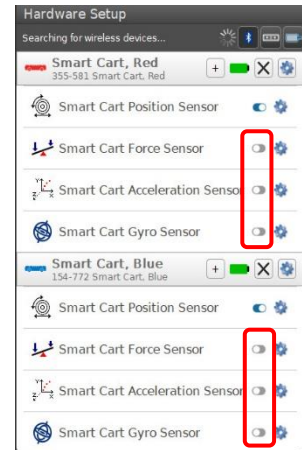 Hardware Setup
Searching for wireless devices...
Smart Cart, Red
355-581 Smart Cart, Red
Smart Cart Position Sensor
Smart Cart Force Sensor
Smart Cart Acceleration Sensor
Smart Cart Gyro Sensor
Smart Cart, Blue
154-772 Smart Cart, Blue
Smart Cart Position Sensor
Smart Cart Force Sensor
Smart Cart Acceleration Sensor
Smart Cart Gyro Sensor